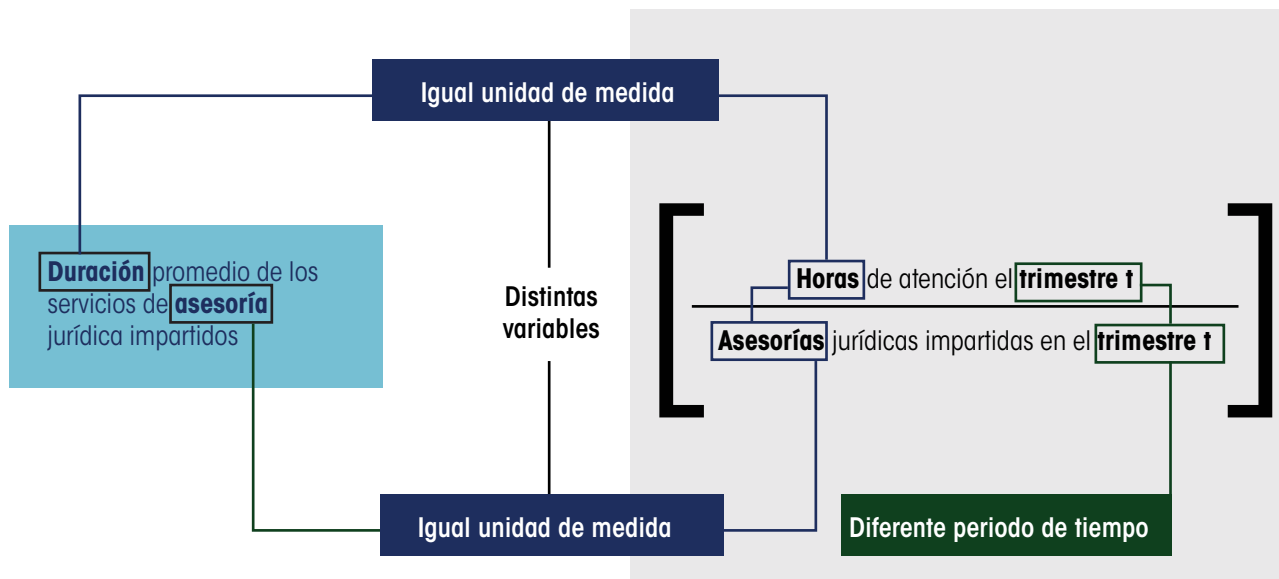 Igual unidad de medida
Duración promedio de los
servicios de asesoría
jurídica impartidos
Distintas
variables
Horas de atención el trimestre t
Asesorías jurídicas impartidas en el trimestre t
Igual unidad de medida
Diferente periodo de tiempo